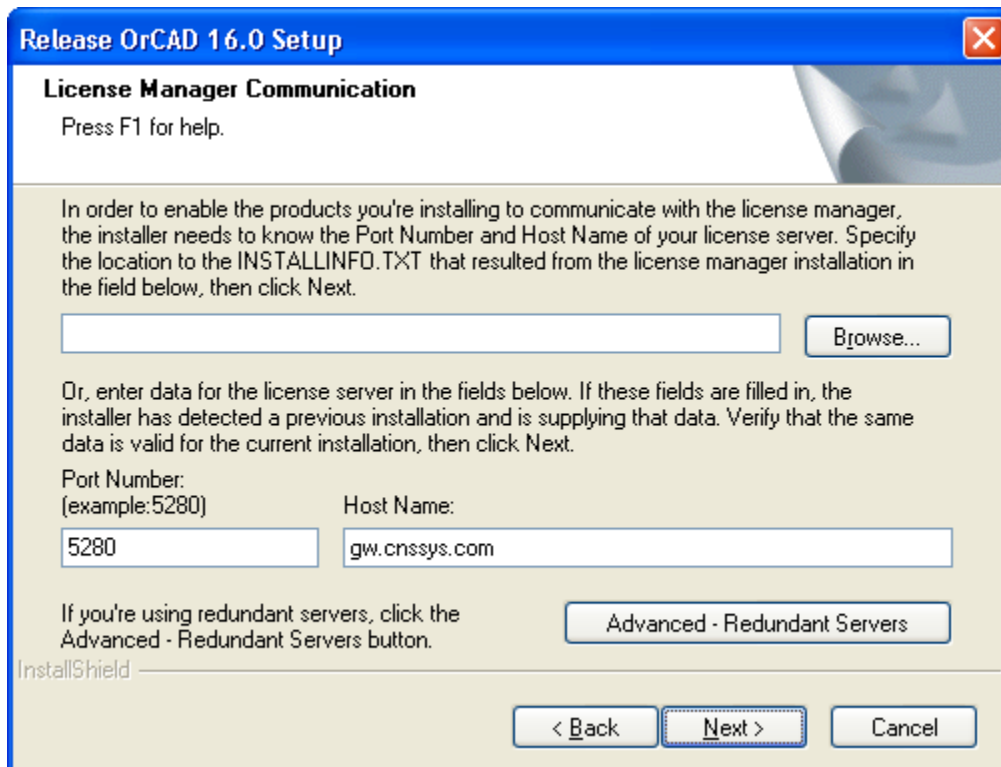 Release OrCAD 16.0 Setup
License Manager Communication
Press F1 for help.
In order to enable the products you're installing to communicate with the license manager,
the installer needs to know the Port Number and Host Name of your license server. Specify
the location to the INSTALLINFO.TXT that resulted from the license manager installation in
the field below, then click Next.
Browse...
Or, enter data for the license server in the fields below. If these fields are filled in, the
installer has detected a previous installation and is supplying that data. Verify that the same
data is valid for the current installation, then click Next.
Port Number:
(example:5280) Host Name:
5280 gw.cnssys.com
If you're using redundant servers, click the
Advanced - Redundant Servers button.
Advanced - Redundant Servers
InstallShield
< Back Next > Cancel